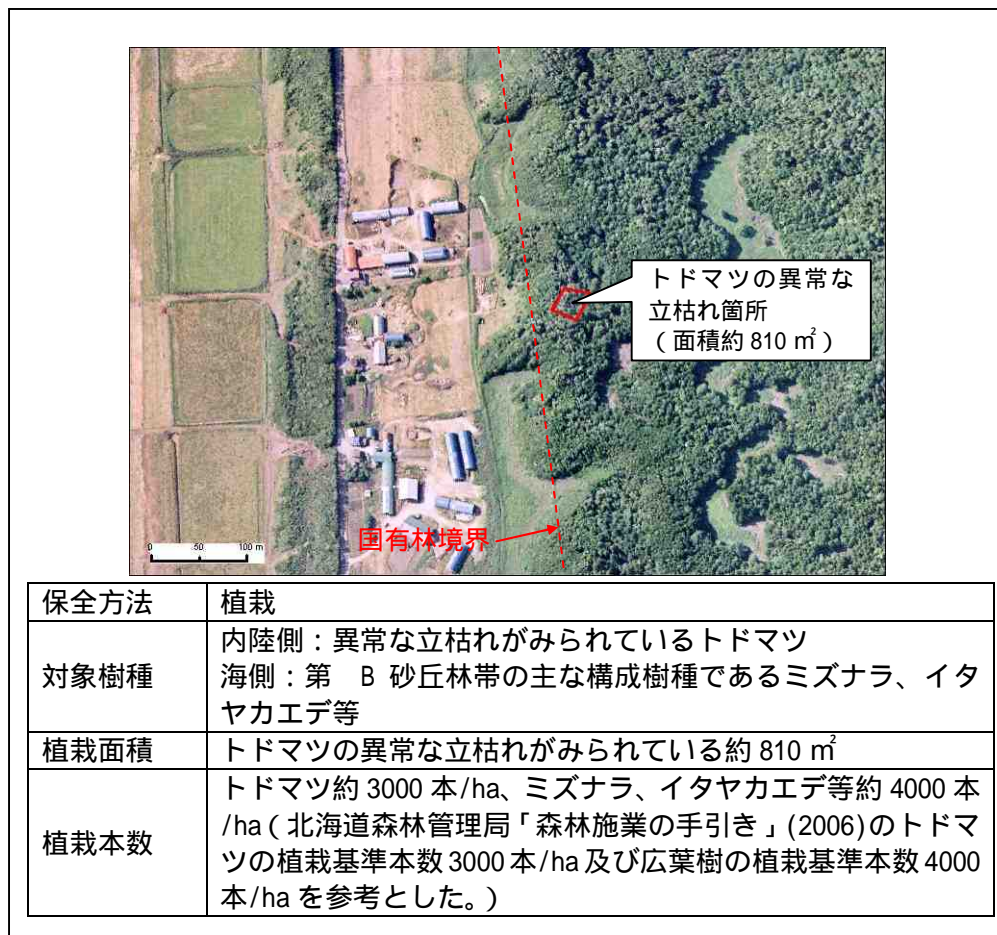 トドマツの異常な
立枯れ箇所
(面積約 810 ㎡)
国有林境界
0 50 100 m
保全方法 植栽
対象樹種 内陸側:異常な立枯れがみられているトドマツ
海側:第 B 砂丘林帯の主な構成樹種であるミズナラ、イタ
ヤカエデ等
植栽面積 トドマツの異常な立枯れがみられている約 810 ㎡
植栽本数 トドマツ約 3000 本/ha、ミズナラ、イタヤカエデ等約 4000 本
/ha(北海道森林管理局「森林施業の手引き」(2006)のトドマ
ツの植栽基準本数 3000 本/ha 及び広葉樹の植栽基準本数 4000
本/ha を参考とした。)